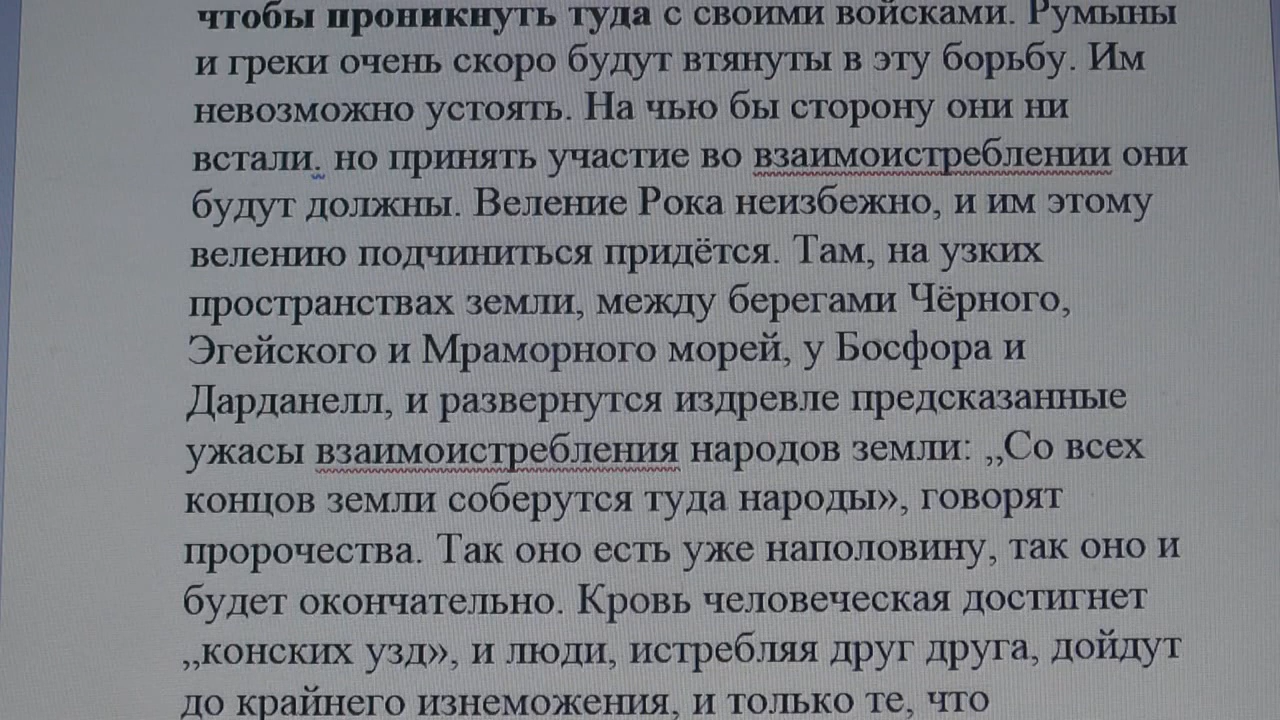 чтобы проникнуть туда с своими войсками. Румыны
и греки очень скоро будут втянуты в эту борьбу. Им
невозможно устоять. На чью бы сторону они ни
встали. но принять участие во взаимоистреблении они
будут должны. Веление Рока неизбежно, и им этому
велению подчиниться придётся. Там, на узких
пространствах земли, между берегами Чёрного,
Эгейского и Мраморного морей, у Босфора и
Дарданелл, и развернутся издревле предсказанные
ужасы взаимоистребления народов земли: ,,Со всех
концов земли соберутся туда народы», говорят
пророчества. Так оно есть уже наполовину, так оно и
будет окончательно. Кровь человеческая достигнет
,,конских узд», и люди, истребляя друг друга, дойдут
до крайнего изнеможения, и только те, что